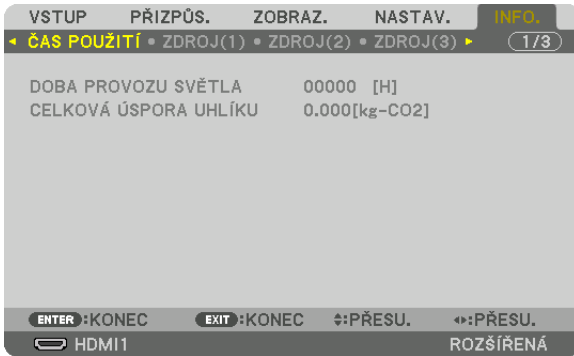 VSTUP PŘIZPŮS. ZOBRAZ. NASTAV. INFO.
ČAS POUŽITÍ • ZDROJ(1) • ZDROJ(2) • ZDROJ(3) 1/3
DOBA PROVOZU SVĚTLA 00000 [H]
CELKOVÁ ÚSPORA UHLÍKU 0.000[kg-CO2]
ENTER :KONEC EXIT :KONEC :PŘESU. :PŘESU.
HDMI1 ROZŠÍŘENÁ